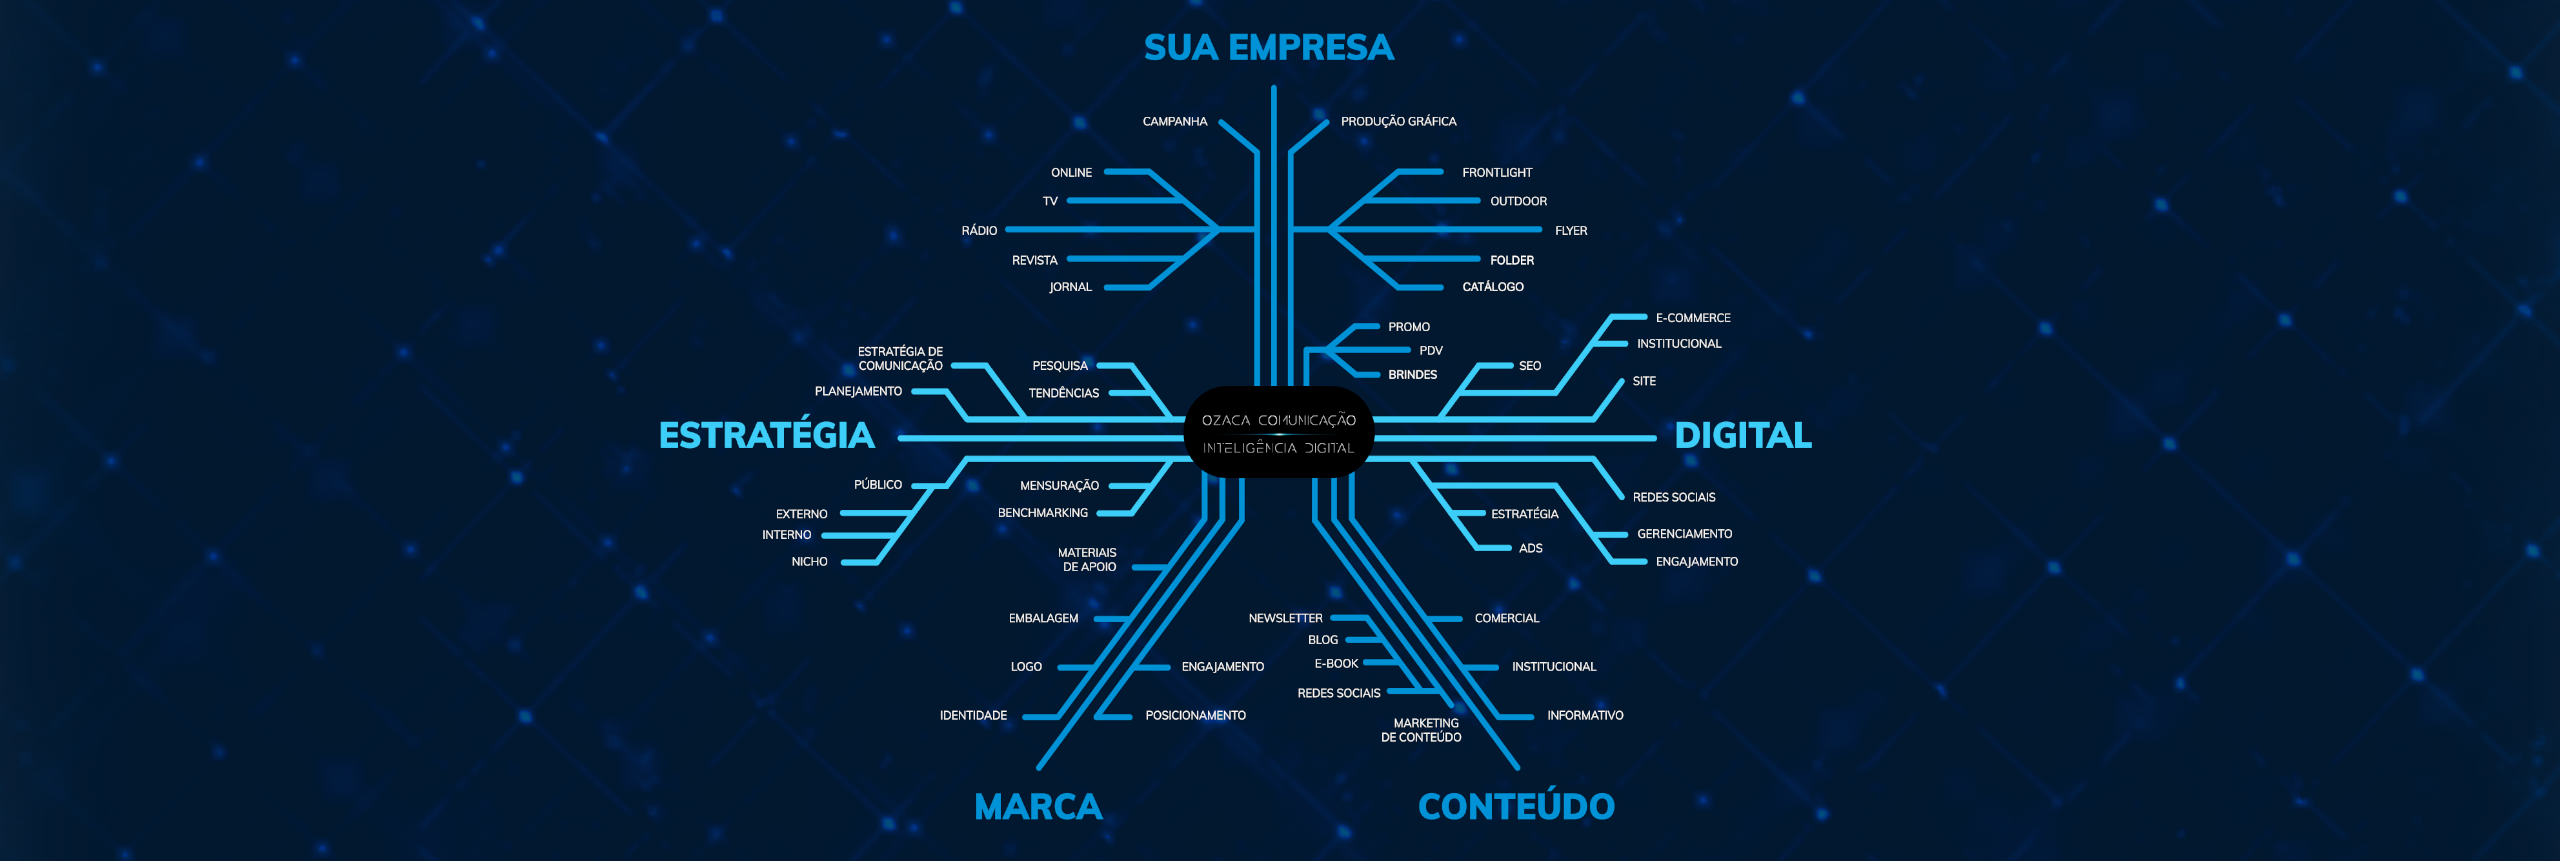 SUA EMPRESA
CAMPANHA
PRODUÇÃO GRÁFICA
ONLINE
TV
RÁDIO
REVISTA
JORNAL
FRONTLIGHT
OUTDOOR
FLYER
FOLDER
CATÁLOGO
PROMO
PDV
BRINDES
ESTRATÉGIA DE
COMUNICAÇÃO
PLANEJAMENTO
PESQUISA
TENDÊNCIAS
ESTRATÉGIA
PÚBLICO
EXTERNO
INTERNO
NICHO
MENSURAÇÃO
BENCHMARKING
OZACA COMUNICAÇÃO
INTELIGÊNCIA DIGITAL
E-COMMERCE
INSTITUCIONAL
SEO
SITE
DIGITAL
REDES SOCIAIS
ESTRATÉGIA
GERENCIAMENTO
ADS
ENGAJAMENTO
MATERIAIS
DE APOIO
EMBALAGEM
LOGO
IDENTIDADE
ENGAJAMENTO
POSICIONAMENTO
MARCA
NEWSLETTER
BLOG
E-BOOK
REDES SOCIAIS
MARKETING
DE CONTEÚDO
COMERCIAL
INSTITUCIONAL
INFORMATIVO
CONTEÚDO